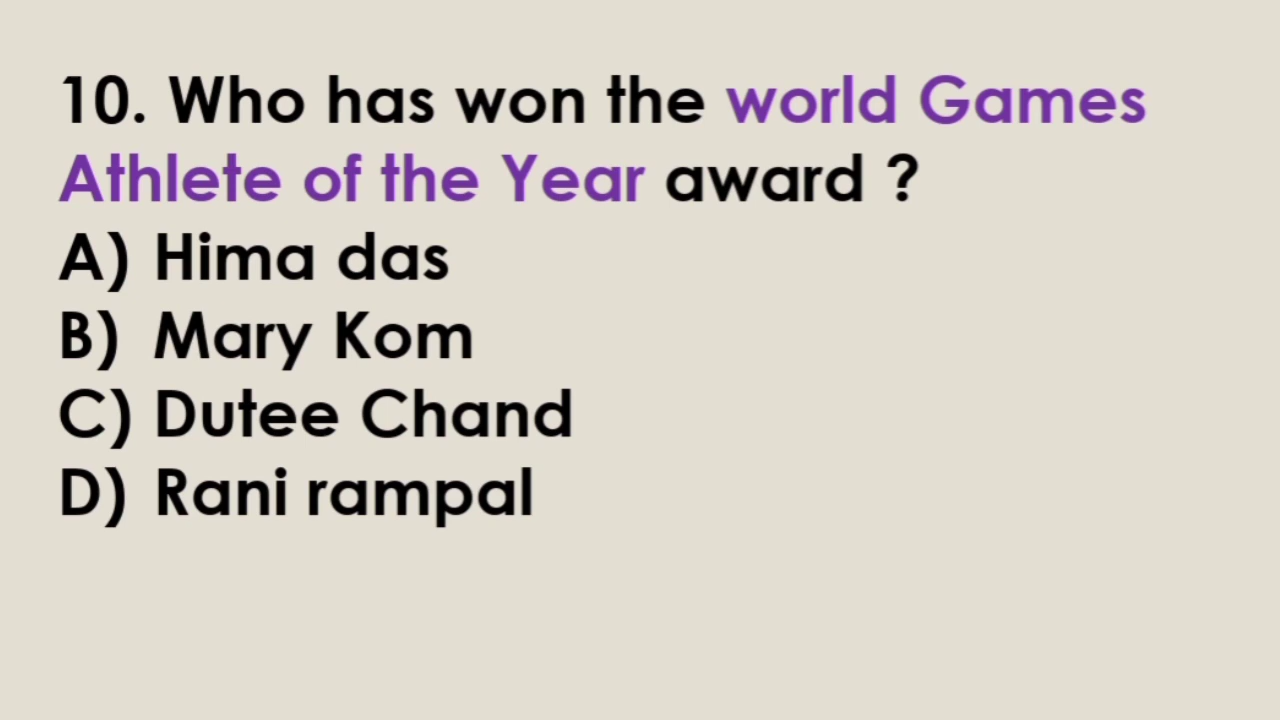 10. Who has won the world Games
Athlete of the Year award ?
A) Hima das
B) Mary Kom
C) Dutee Chand
D) Rani rampal